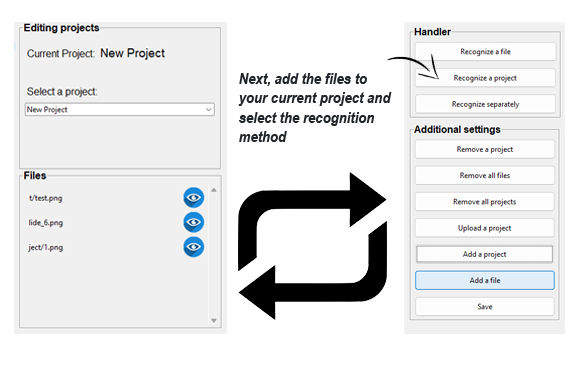 Editing projects
Current Project: New Project
Select a project:
New Project
Files
t/test.png
lide_6.png
ject/1.png
Next, add the files to
your current project and
select the recognition
method
Handler
Recognize a file
Recognize a project
Recognize separately
Additional settings
Remove a project
Remove all files
Remove all projects
Upload a project
Add a project
Add a file
Save